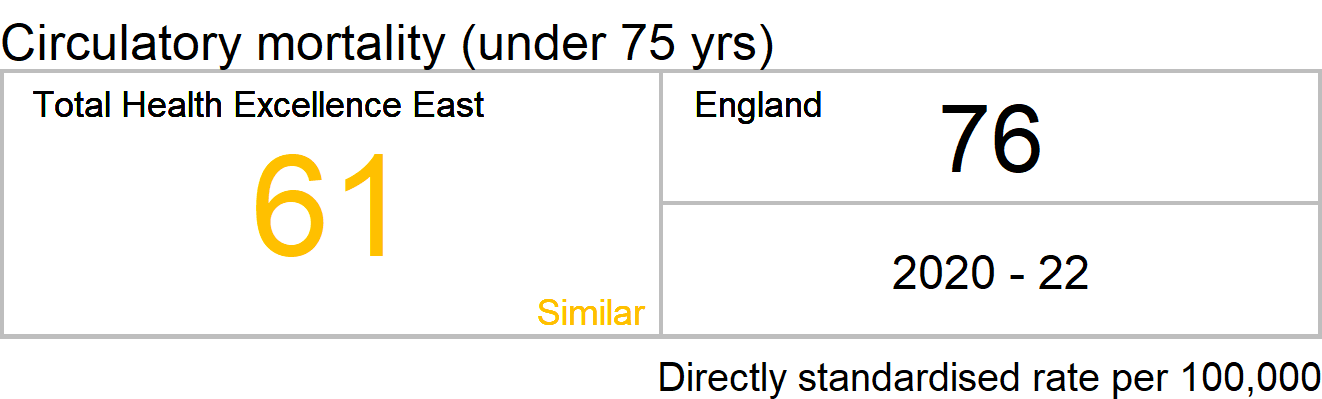 Circulatory mortality (under 75 yrs)
Total Health Excellence East
61
Similar
England
76
2020 - 22
Directly standardised rate per 100,000